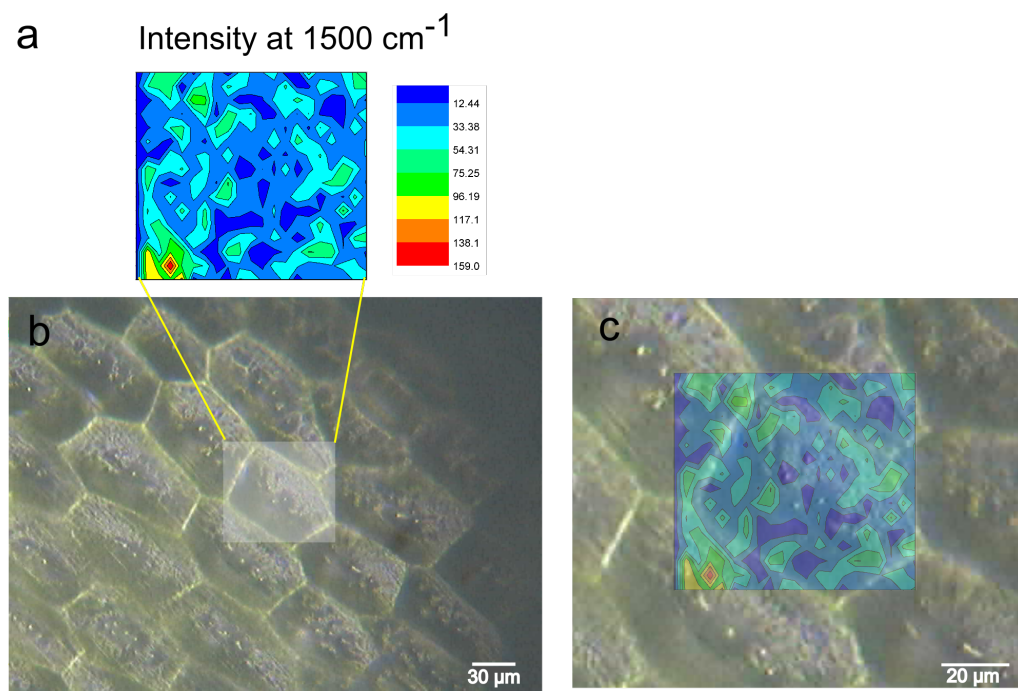 a
Intensity at 1500 cm-1
12.44
33.38
54.31
75.25
96.19
117.1
138.1
159.0
b
30 µm
c
20 µm